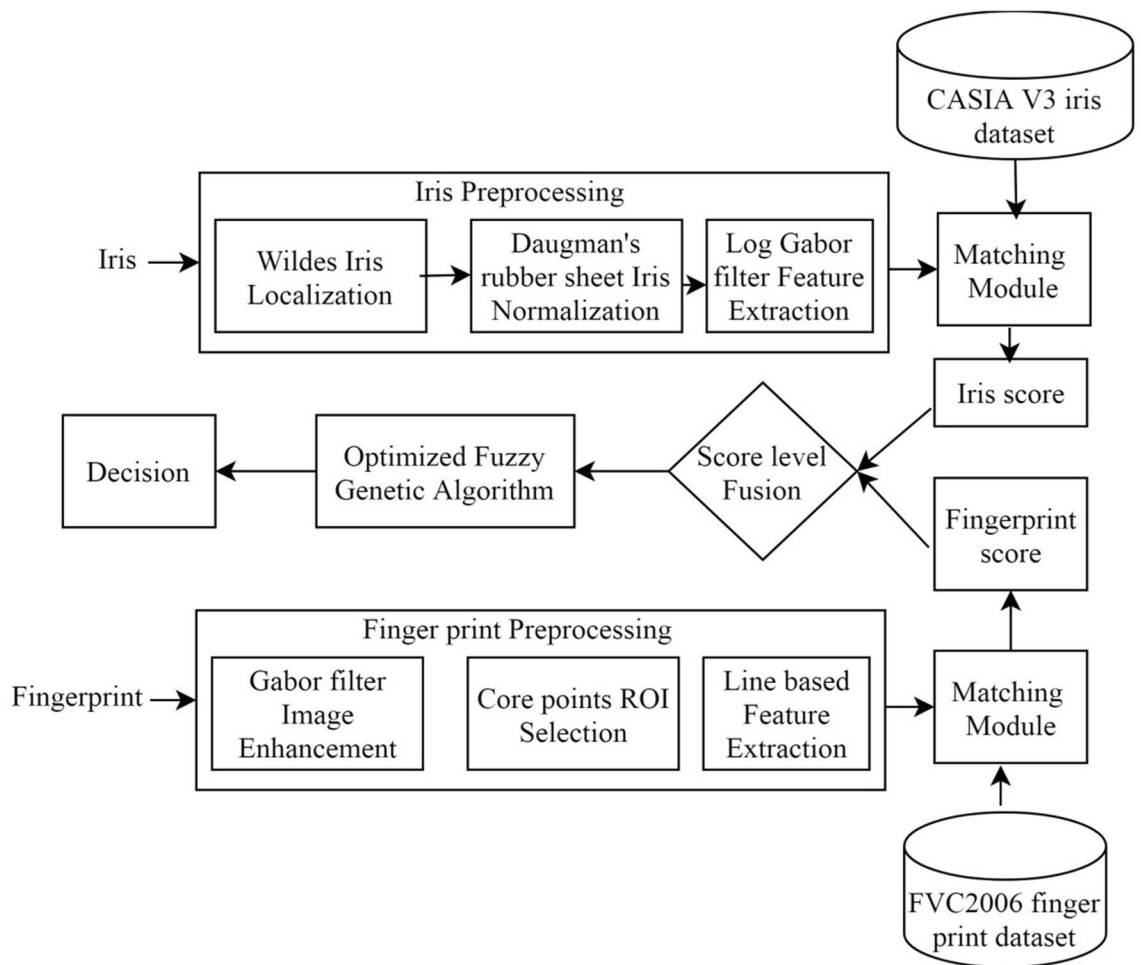 CASIA V3 iris
dataset
Iris Preprocessing
Iris
Wildes Iris
Localization
Daugman's
rubber sheet Iris
Normalization
Log Gabor
filter Feature
Extraction
Matching
Module
Iris score
Decision
Optimized Fuzzy
Genetic Algorithm
Score level
Fusion
Fingerprint
score
Finger print Preprocessing
Fingerprint
Gabor filter
Image
Enhancement
Core points ROI
Selection
Line based
Feature
Extraction
Matching
Module
FVC2006 finger
print dataset